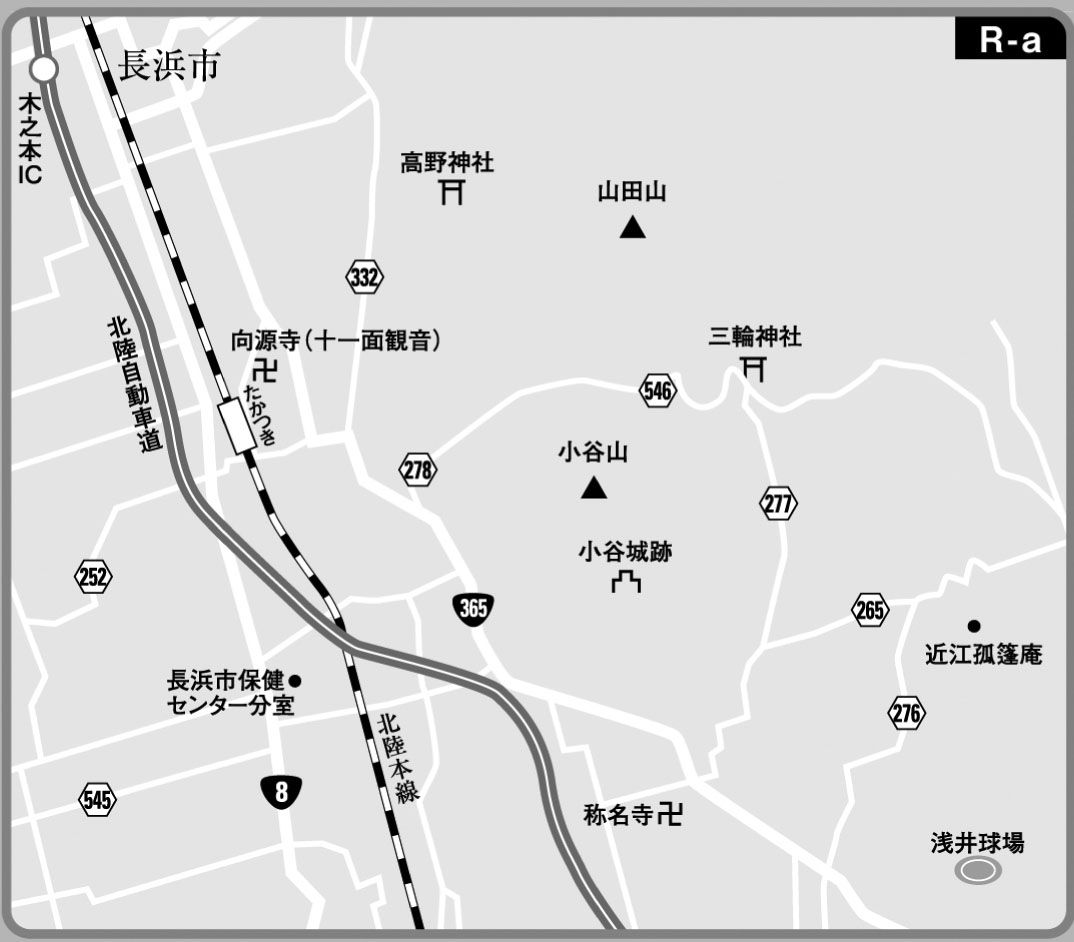 R-a
長浜市
木之本IC
高野神社
山田山
332
北陸自動車道
向源寺(十一面観音)
たかつき
三輪神社
546
278
小谷山
277
小谷城跡
252
365
265
近江孤篷庵
長浜市保健
センター分室
276
北陸本線
545
8
称名寺
浅井球場